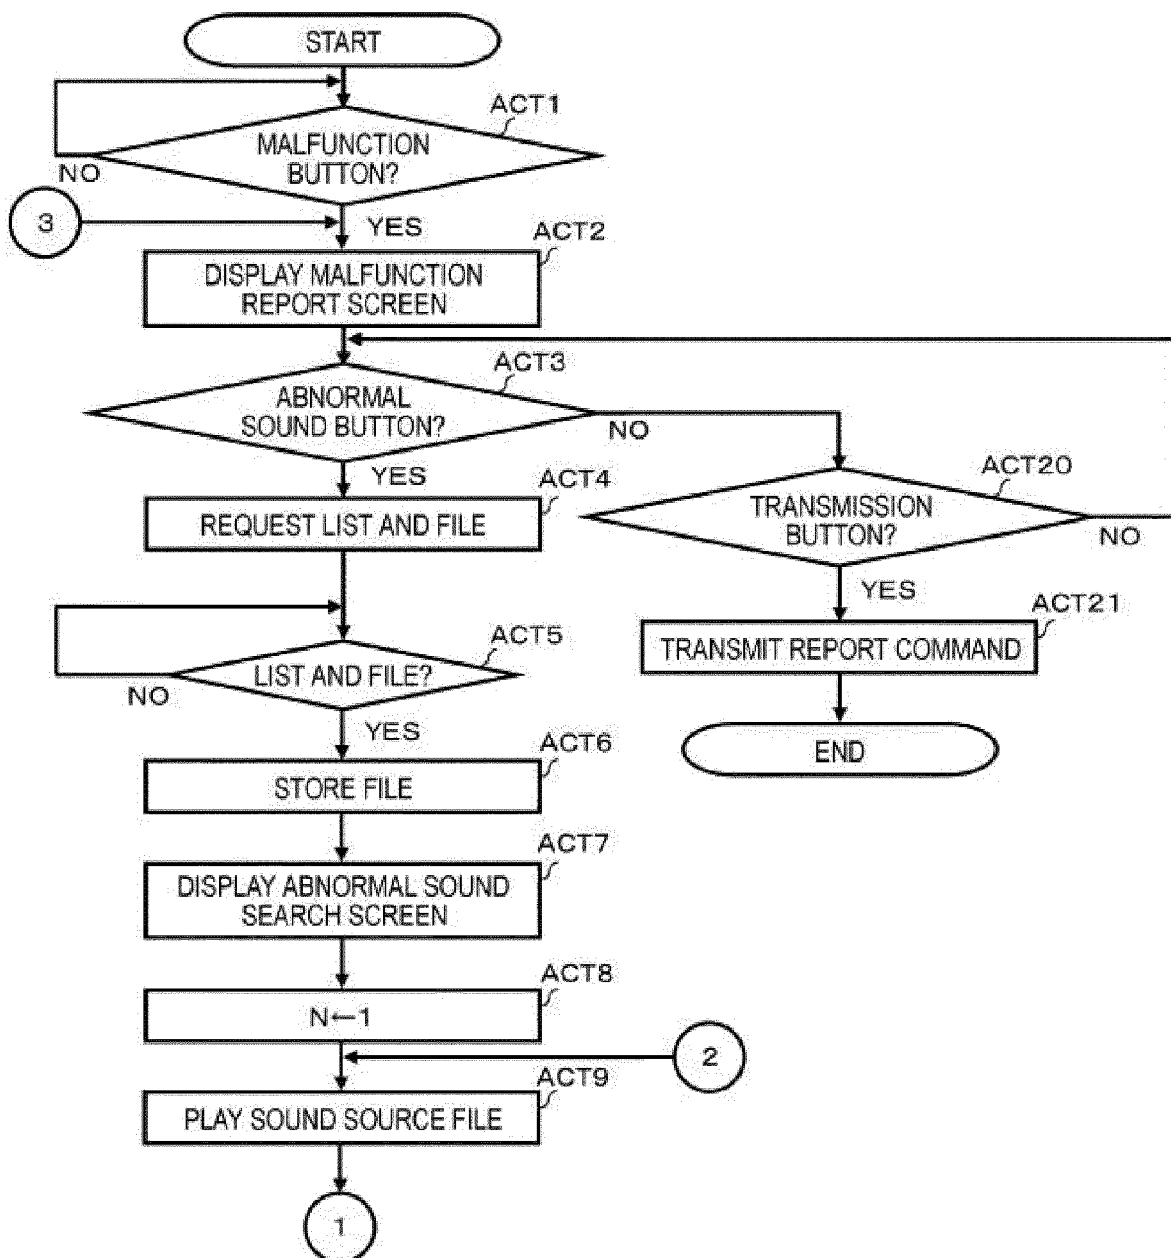 START
ACT1
MALFUNCTION
BUTTON?
NO
3
YES
ACT2
DISPLAY MALFUNCTION
REPORT SCREEN
ACT3
ABNORMAL
SOUND BUTTON?
NO
YES
ACT4
REQUEST LIST AND FILE
ACT20
TRANSMISSION
BUTTON?
NO
YES
ACT21
TRANSMIT REPORT COMMAND
END
ACT5
LIST AND FILE?
NO
YES
ACT6
STORE FILE
ACT7
DISPLAY ABNORMAL SOUND
SEARCH SCREEN
ACT8
N←1
2
ACT9
PLAY SOUND SOURCE FILE
1